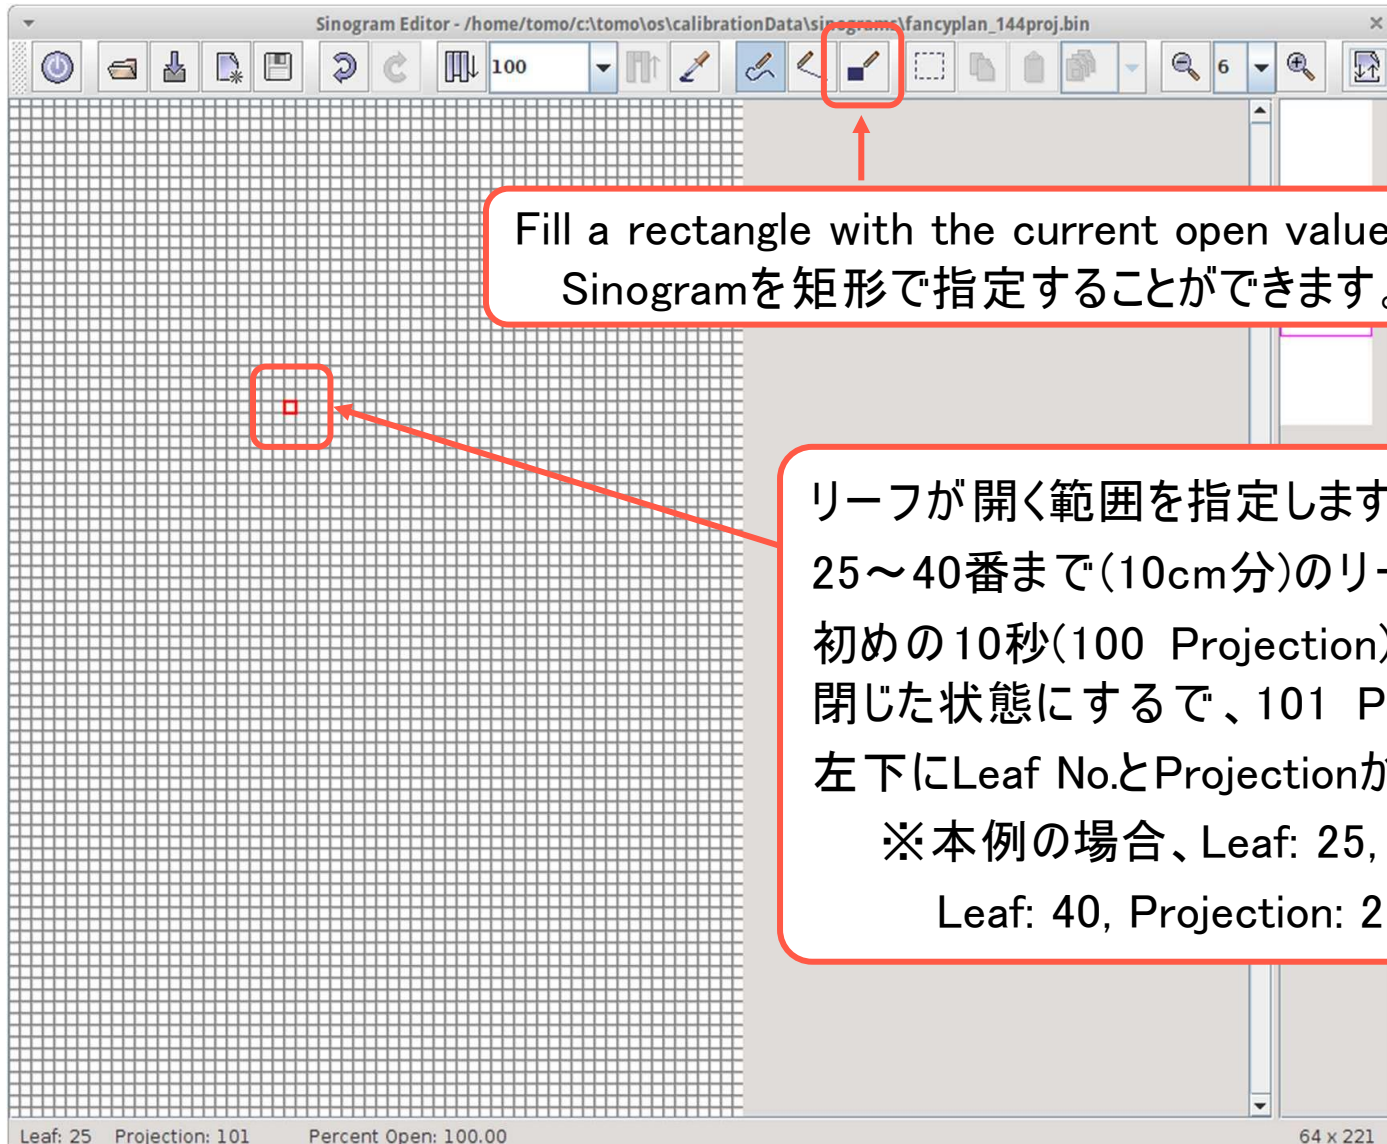 Sinogram Editor - /home/tomo/c:\tomo\os\calibrationData\sinograms\fancyplan_144proj.bin
100
6
Fill a rectangle with the current open value
Sinogramを矩形で指定することができます。
リーフが開く範囲を指定します
25～40番まで(10cm分)のリー
初めの10秒(100 Projection)
閉じた状態にするで、101 P
左下にLeaf No.とProjectionが
※本例の場合、Leaf: 25,
Leaf: 40, Projection: 2
Leaf: 25 Projection: 101 Percent Open: 100.00 64 x 221